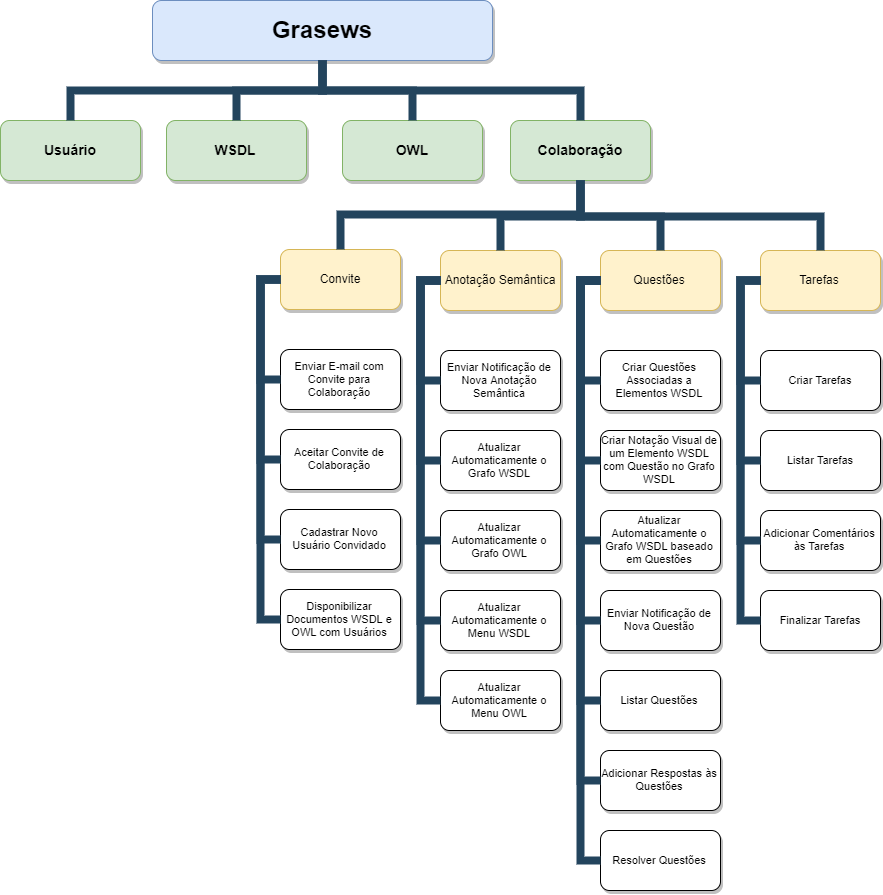 Grasews
Usuário
WSDL
OWL
Colaboração
Convite
Anotação Semântica
Questões
Tarefas
Enviar E-mail com
Convite para
Colaboração
Aceitar Convite de
Colaboração
Cadastrar Novo
Usuário Convidado
Disponibilizar
Documentos WSDL e
OWL com Usuários
Enviar Notificação de
Nova Anotação
Semântica
Atualizar
Automaticamente o
Grafo WSDL
Atualizar
Automaticamente o
Grafo OWL
Atualizar
Automaticamente o
Menu WSDL
Atualizar
Automaticamente o
Menu OWL
Criar Questões
Associadas a
Elementos WSDL
Criar Notação Visual de
um Elemento WSDL
com Questão no Grafo
WSDL
Atualizar
Automaticamente o
Grafo WSDL baseado
em Questões
Enviar Notificação de
Nova Questão
Listar Questões
Adicionar Respostas às
Questões
Resolver Questões
Criar Tarefas
Listar Tarefas
Adicionar Comentários
às Tarefas
Finalizar Tarefas